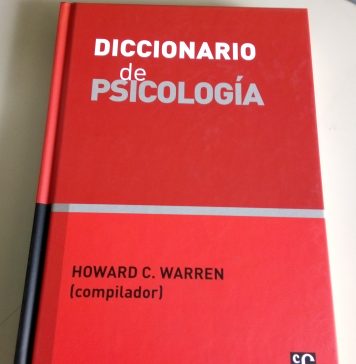 DICCIONARIO
de
PSICOLOGÍA
HOWARD C. WARREN
(compilador)